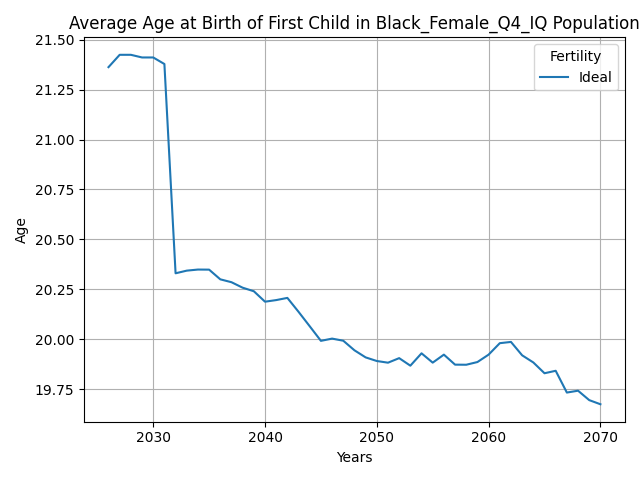 Average Age at Birth of First Child in Black_Female_Q4_IQ Population
21.50
21.25
21.00
20.75
20.50
20.25
20.00
19.75
Age
Fertility
Ideal
2030
2040
2050
2060
2070
Years